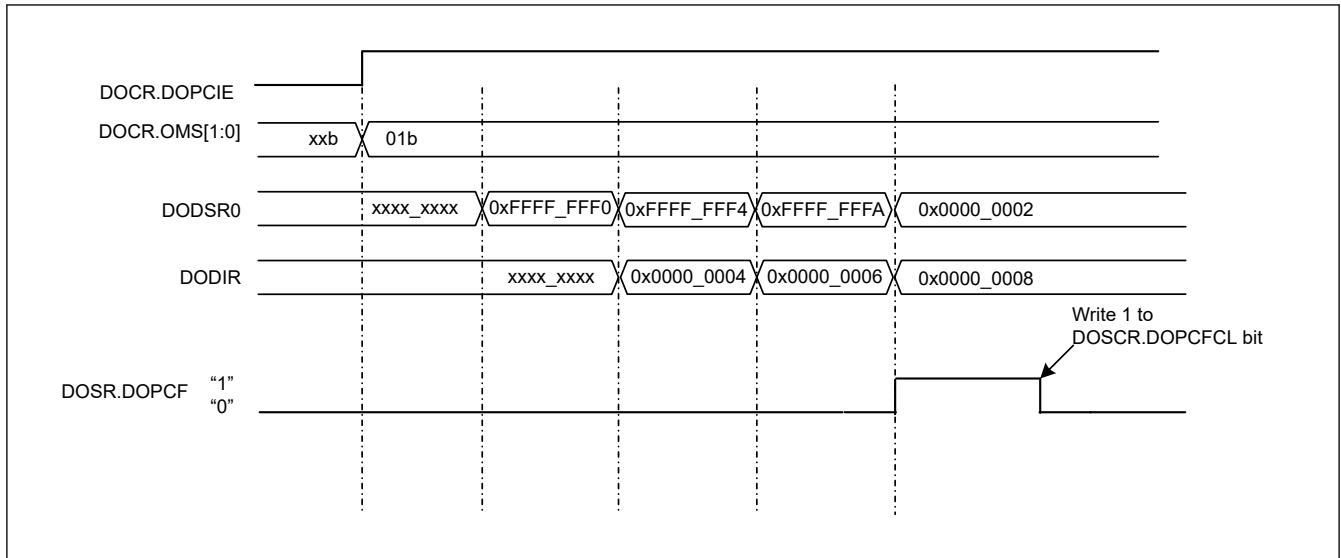 DOCR.DOPCIE
DOCR.OMS[1:0] xxb 01b
DODSR0 xxxx_xxxx 0xFFFF_FFF0 0xFFFF_FFF4 0xFFFF_FFFA 0x0000_0002
DODIR xxxx_xxxx 0x0000_0004 0x0000_0006 0x0000_0008
Write 1 to
DOSCR.DOPCFCL bit
DOSR.DOPCF “1”
“0”